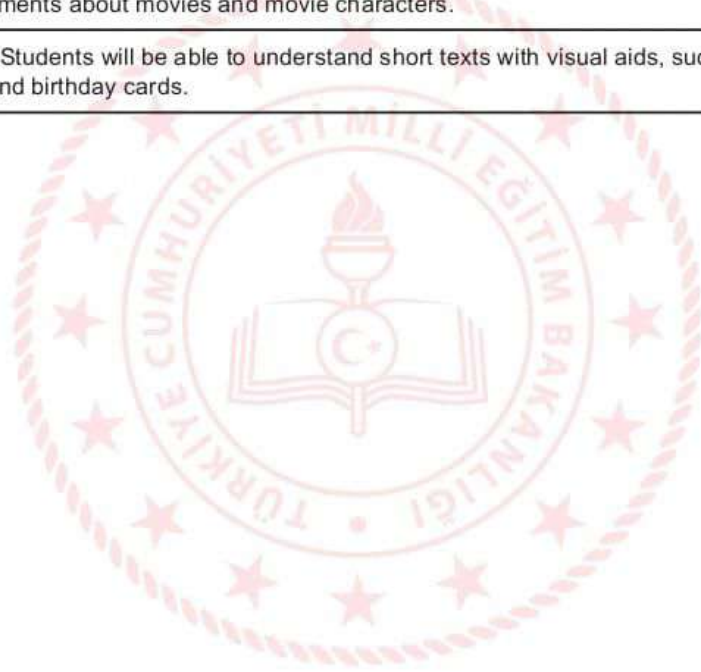 ments about movies and movie characters.
Students will be able to understand short texts with visual aids, suc
nd birthday cards.
TÜRKİYE CUMHURİYETİ MİLLİ EĞİTİM BAKANLIĞI